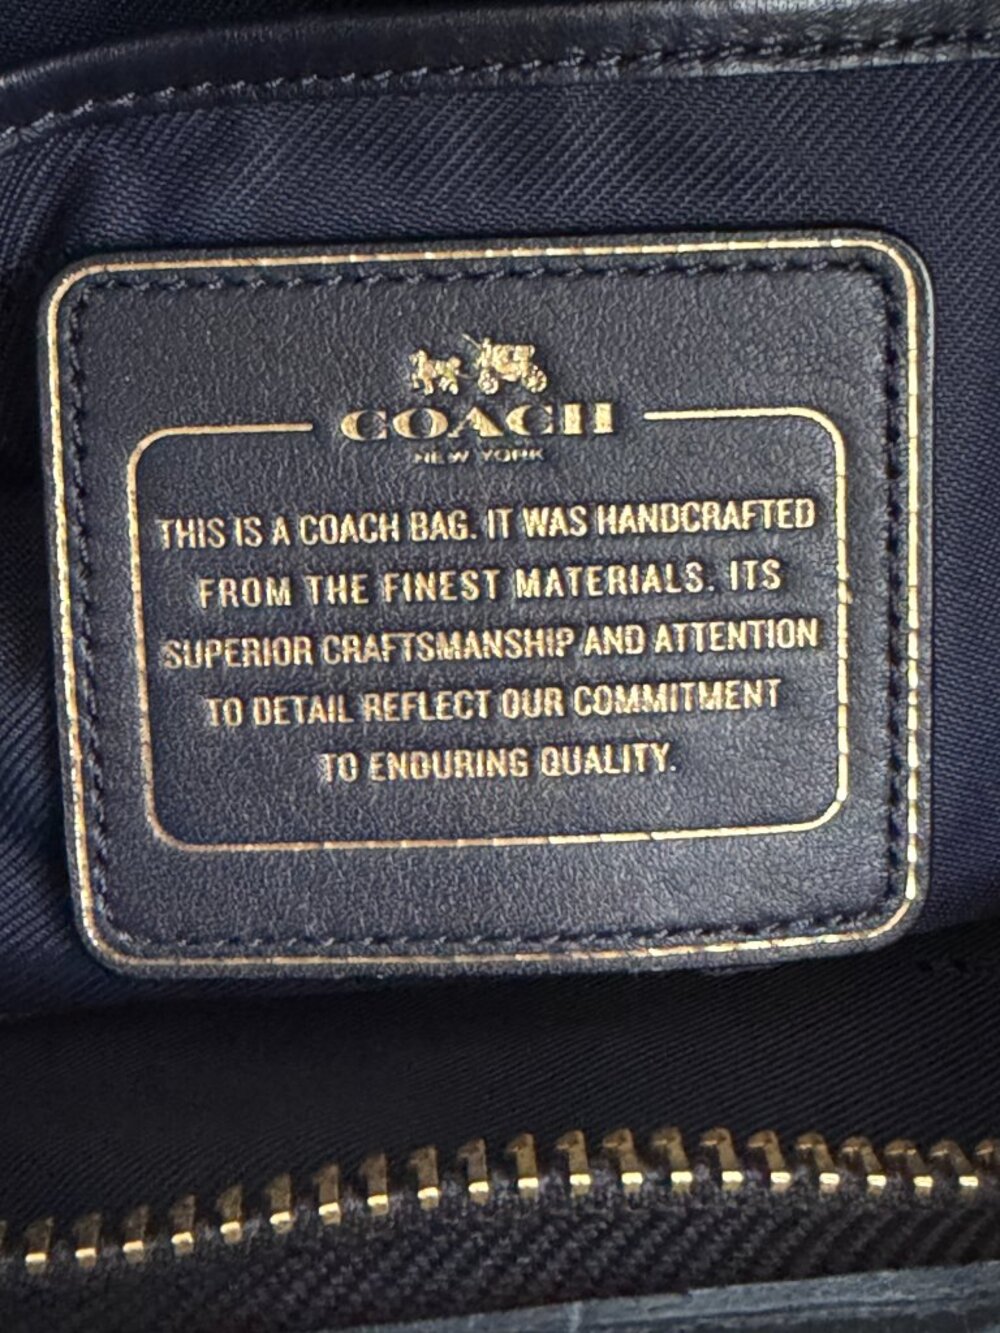 COACH
NEW YORK
THIS IS A COACH BAG. IT WAS HANDCRAFTED
FROM THE FINEST MATERIALS. ITS
SUPERIOR CRAFTSMANSHIP AND ATTENTION
TO DETAIL REFLECT OUR COMMITMENT
TO ENDURING QUALITY.